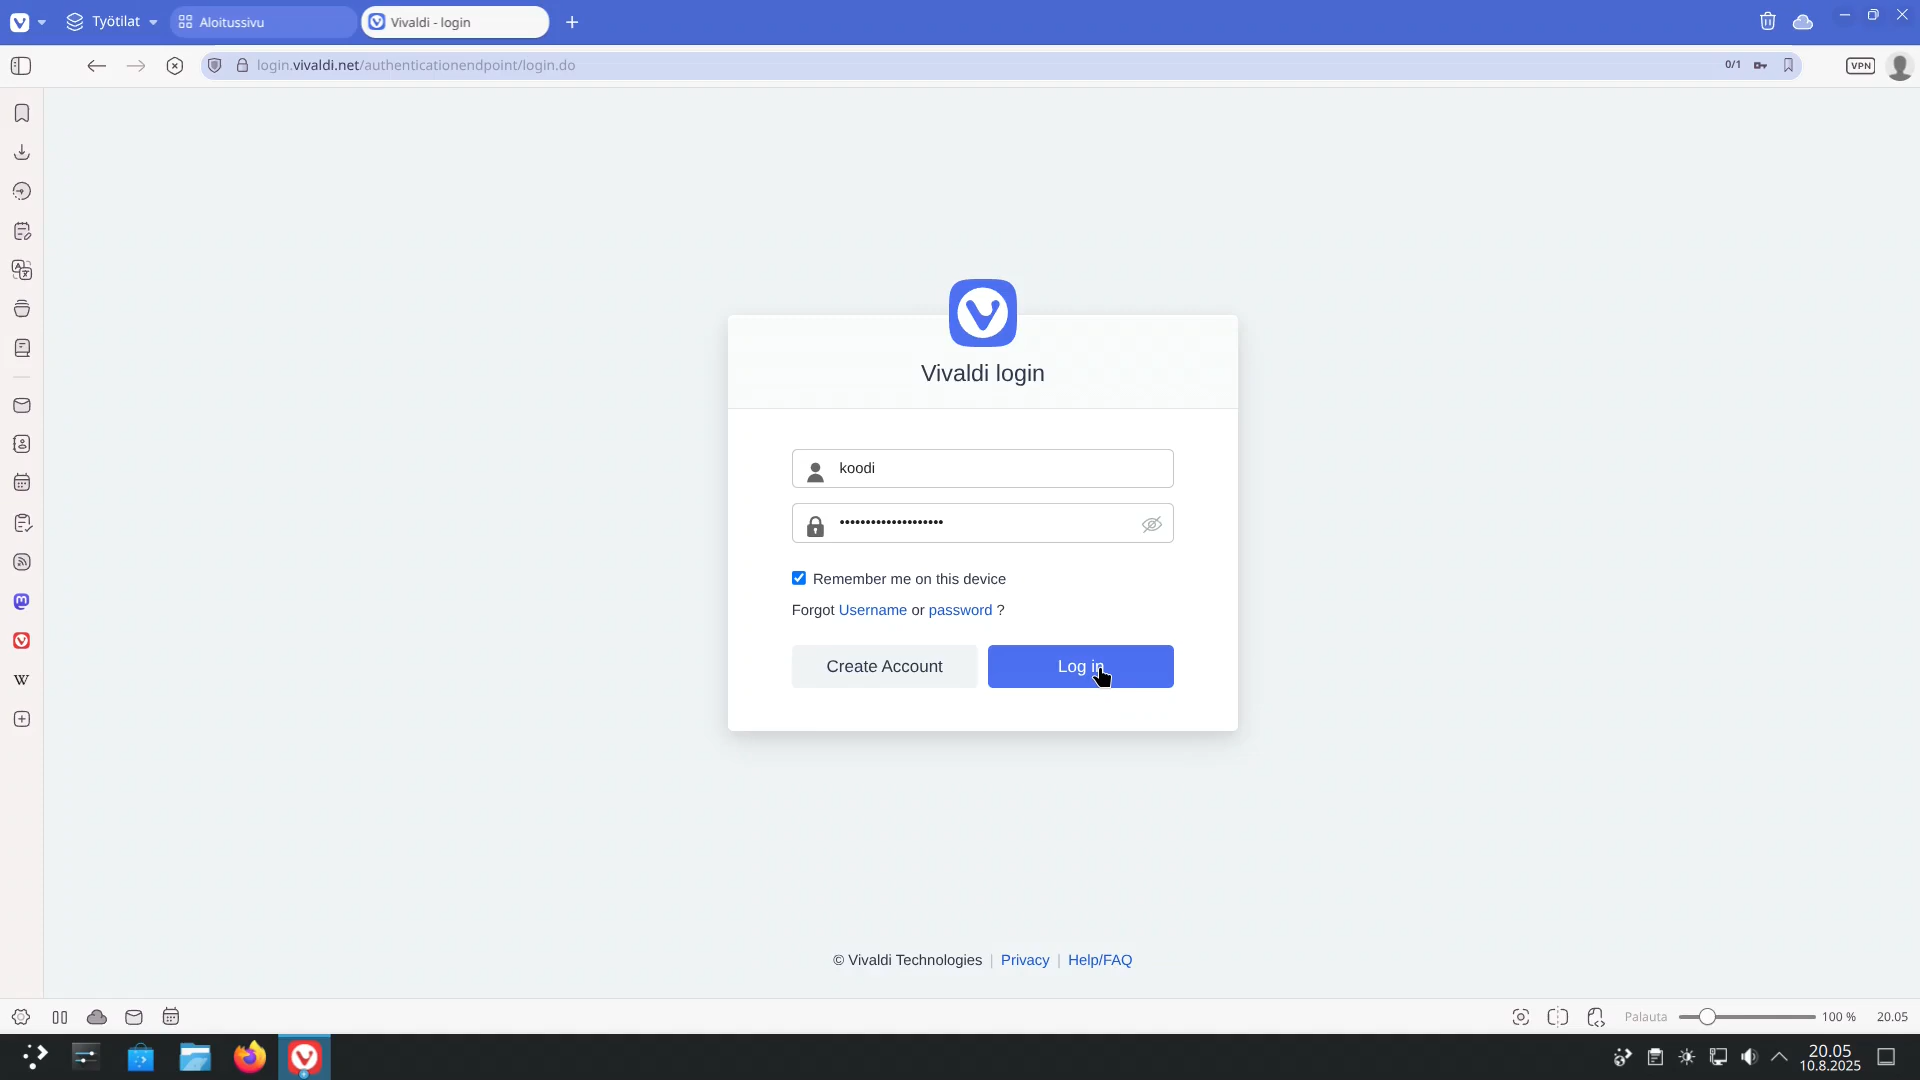 Työtilat
Aloitussivu
Vivaldi - login
login.vivaldi.net/authenticationendpoint/login.do
0/1
VPN
Vivaldi login
koodi
••••••••••••••••••••
Remember me on this device
Forgot Username or password ?
Create Account
Log in
W
© Vivaldi Technologies | Privacy | Help/FAQ
Palauta
100 %
20.05
20.05
10.8.2025